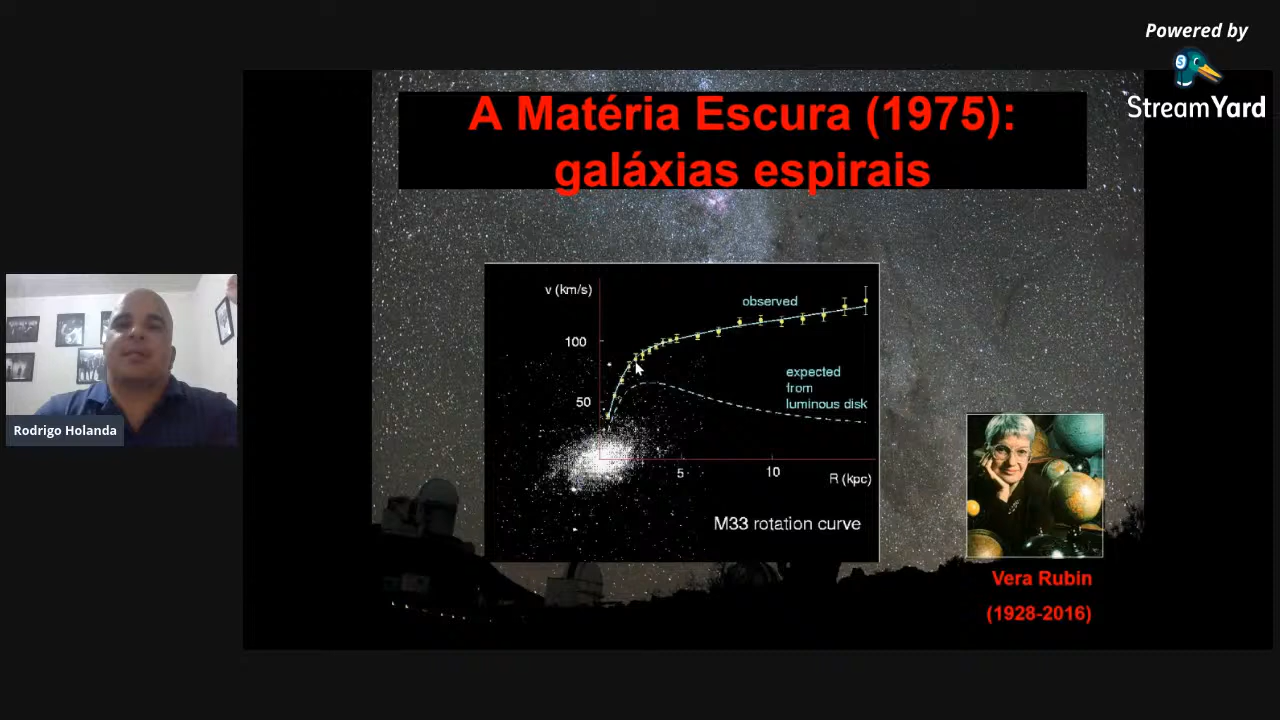 Powered by
StreamYard
A Matéria Escura (1975):
galáxias espirais
v (km/s)
observed
100
expected
from
luminous disk
50
5
10
R (kpc)
M33 rotation curve
Rodrigo Holanda
Vera Rubin
(1928-2016)